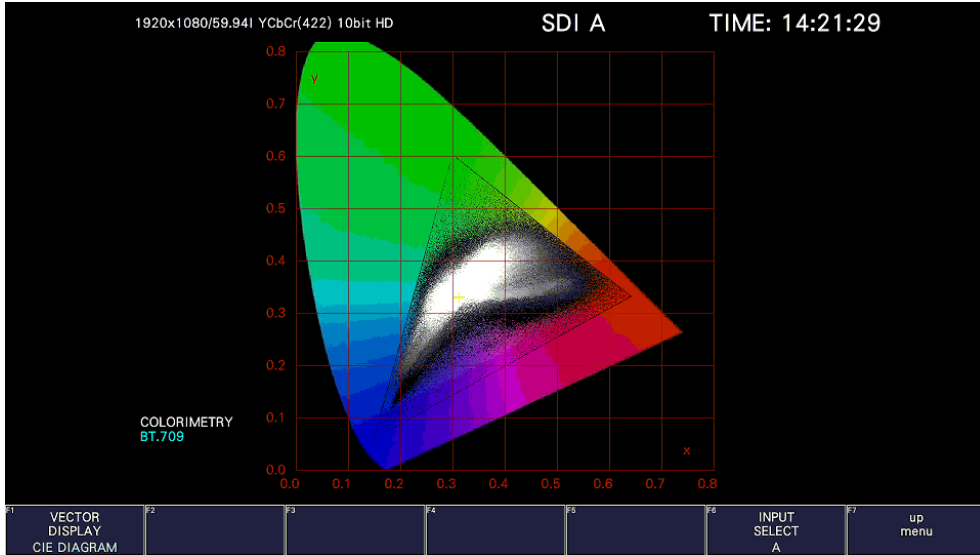 1920x1080/59.94I YCbCr(422) 10bit HD SDI A TIME: 14:21:29
0.8
y
0.7
0.6
0.5
0.4
0.3
0.2
0.1
0.0
x
0.0 0.1 0.2 0.3 0.4 0.5 0.6 0.7 0.8
COLORIMETRY
BT.709
F1 VECTOR
DISPLAY
CIE DIAGRAM
F2
F3
F4
F5
F6 INPUT
SELECT
A
F7 up
menu